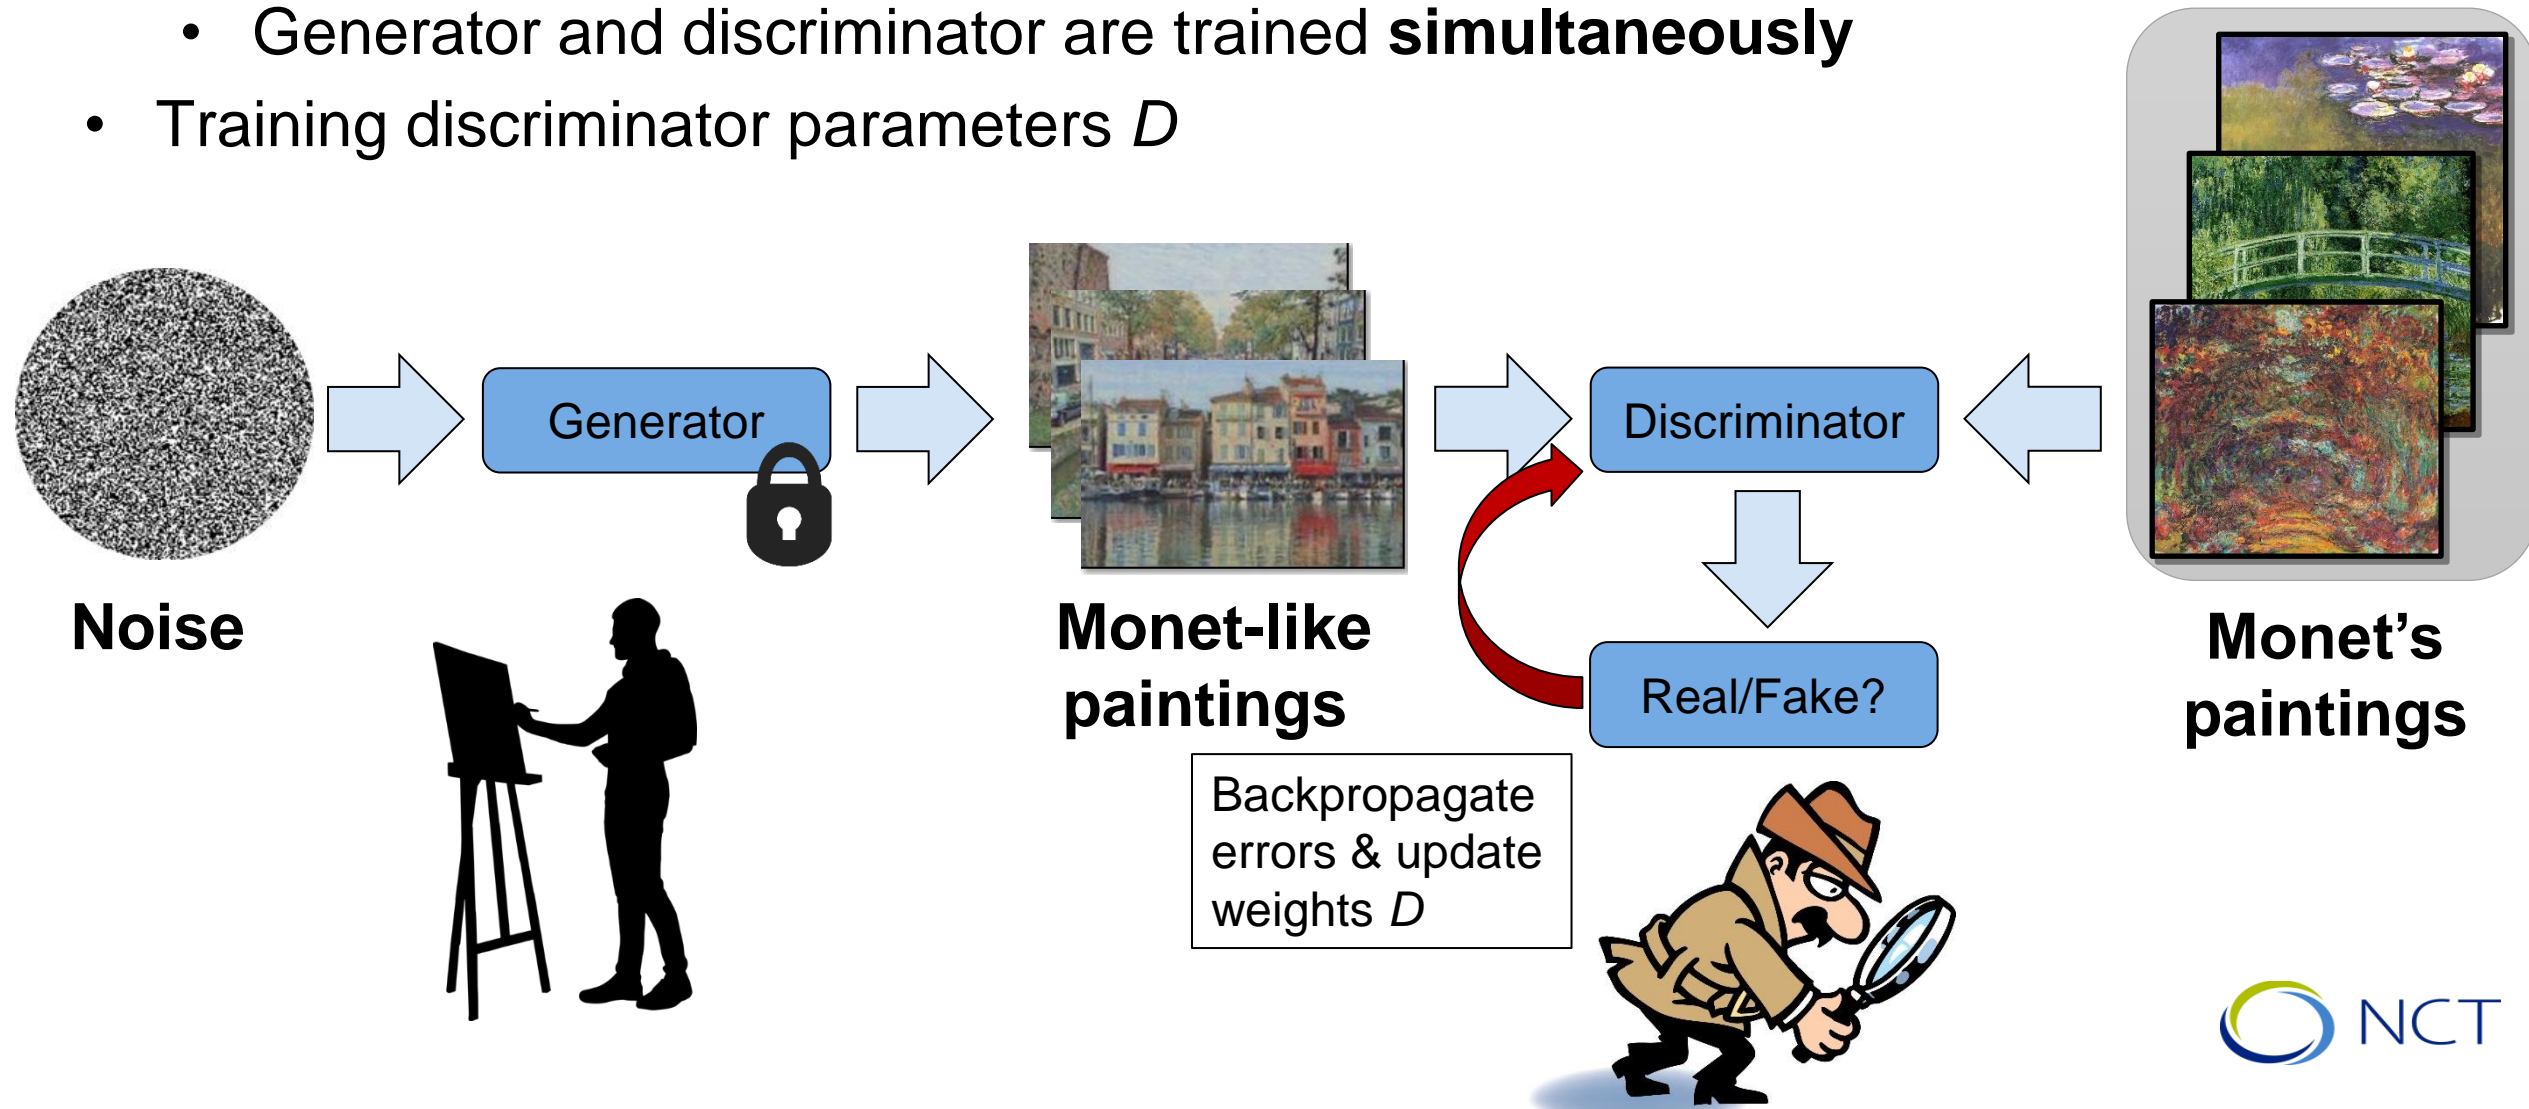 • Generator and discriminator are trained simultaneously
• Training discriminator parameters D
Generator
Discriminator
Noise
Monet-like
paintings
Real/Fake?
Monet's
paintings
Backpropagate
errors & update
weights D
NCT